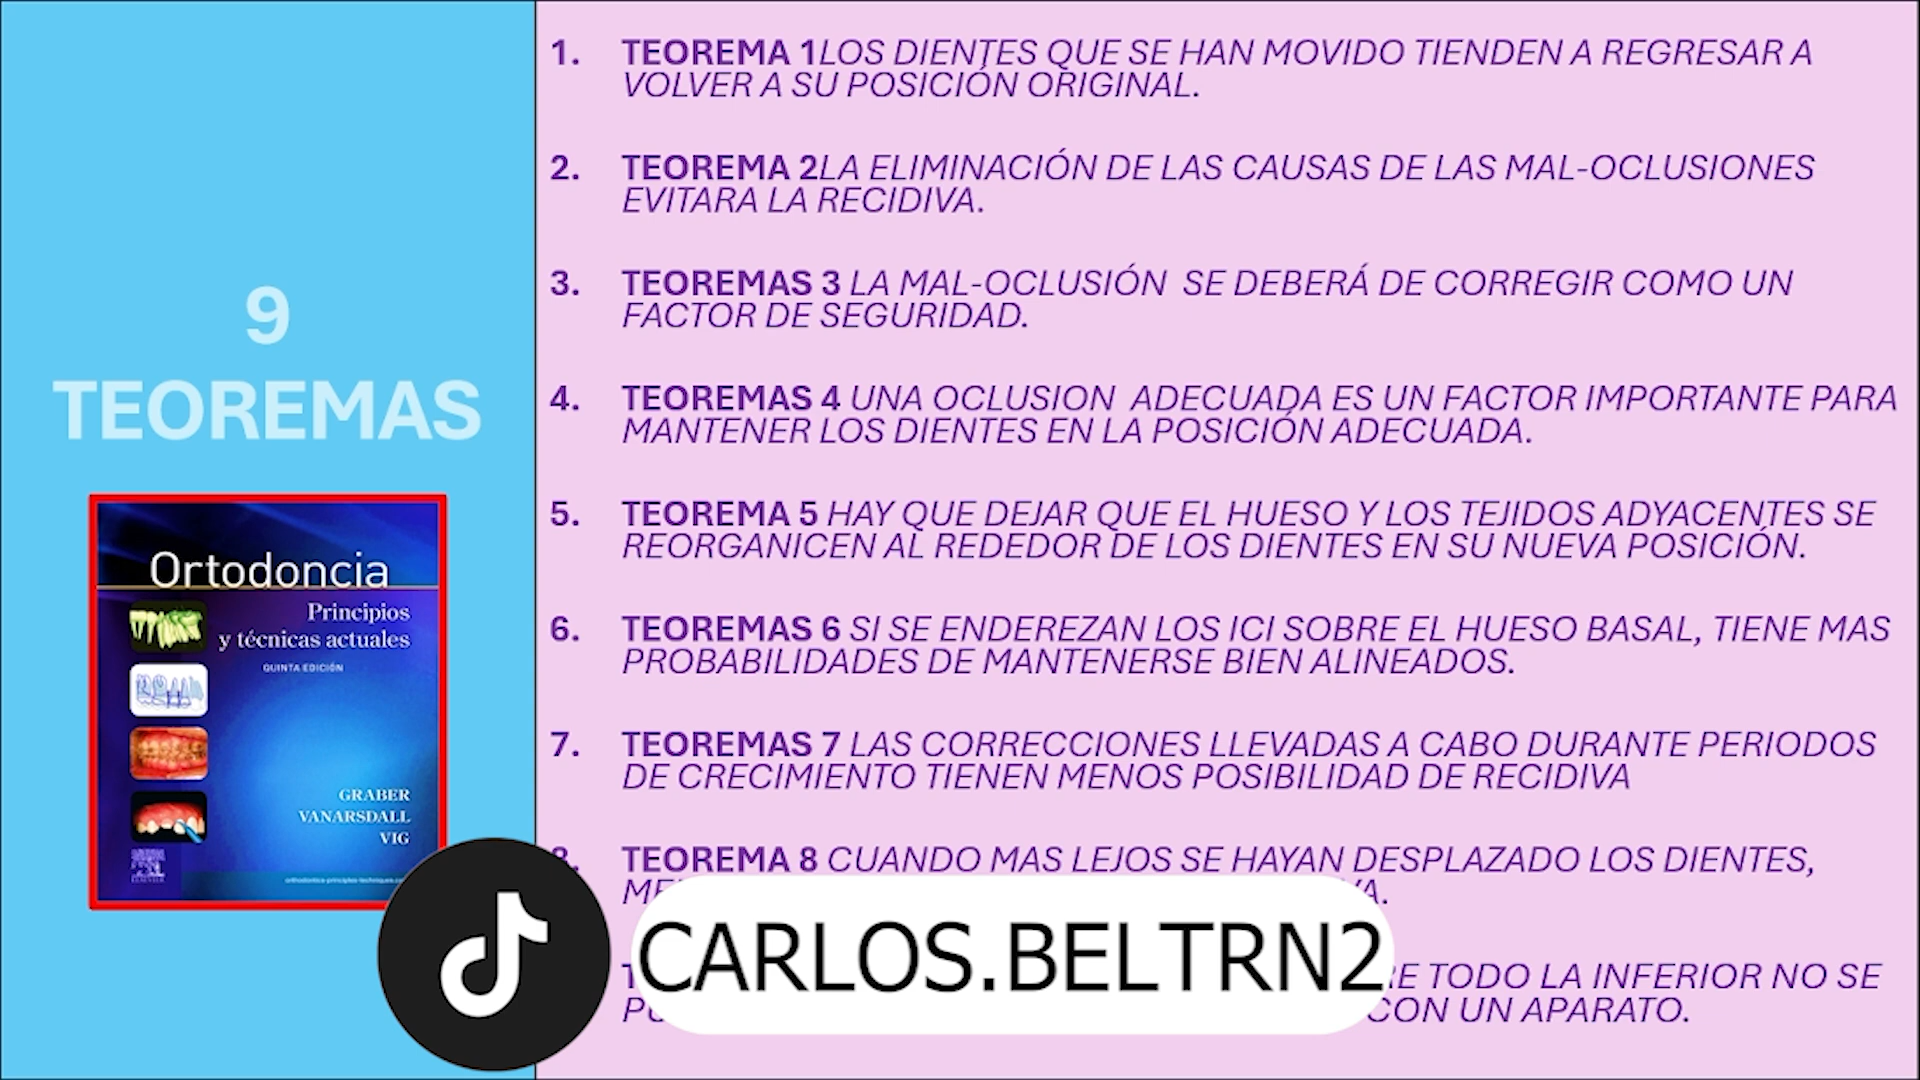 9
TEOREMAS
Ortodoncia
Principios
y técnicas actuales
QUINTA EDICIÓN
GRABER
VANARSDALL
VIG
1. TEOREMA 1LOS DIENTES QUE SE HAN MOVIDO TIENDEN A REGRESAR A
VOLVER A SU POSICIÓN ORIGINAL.
2. TEOREMA 2LA ELIMINACIÓN DE LAS CAUSAS DE LAS MAL-OCLUSIONES
EVITARA LA RECIDIVA.
3. TEOREMAS 3 LA MAL-OCLUSIÓN SE DEBERÁ DE CORREGIR COMO UN
FACTOR DE SEGURIDAD.
4. TEOREMAS 4 UNA OCLUSION ADECUADA ES UN FACTOR IMPORTANTE PARA
MANTENER LOS DIENTES EN LA POSICIÓN ADECUADA.
5. TEOREMA 5 HAY QUE DEJAR QUE EL HUESO Y LOS TEJIDOS ADYACENTES SE
REORGANICEN AL REDEDOR DE LOS DIENTES EN SU NUEVA POSICIÓN.
6. TEOREMAS 6 SI SE ENDEREZAN LOS ICI SOBRE EL HUESO BASAL, TIENE MAS
PROBABILIDADES DE MANTENERSE BIEN ALINEADOS.
7. TEOREMAS 7 LAS CORRECCIONES LLEVADAS A CABO DURANTE PERIODOS
DE CRECIMIENTO TIENEN MENOS POSIBILIDAD DE RECIDIVA
8. TEOREMA 8 CUANDO MAS LEJOS SE HAYAN DESPLAZADO LOS DIENTES,
CARLOS.BELTRN2
TODO LA INFERIOR NO SE
CON UN APARATO.